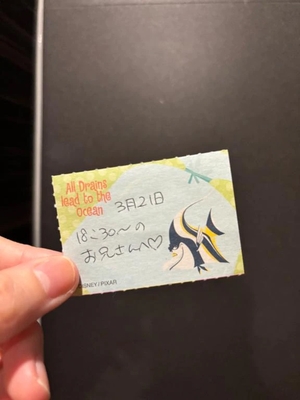 All Drains
lead to the
Ocean
3月21日
18:30〜の
お兄さんへ♡
©DISNEY/PIXAR